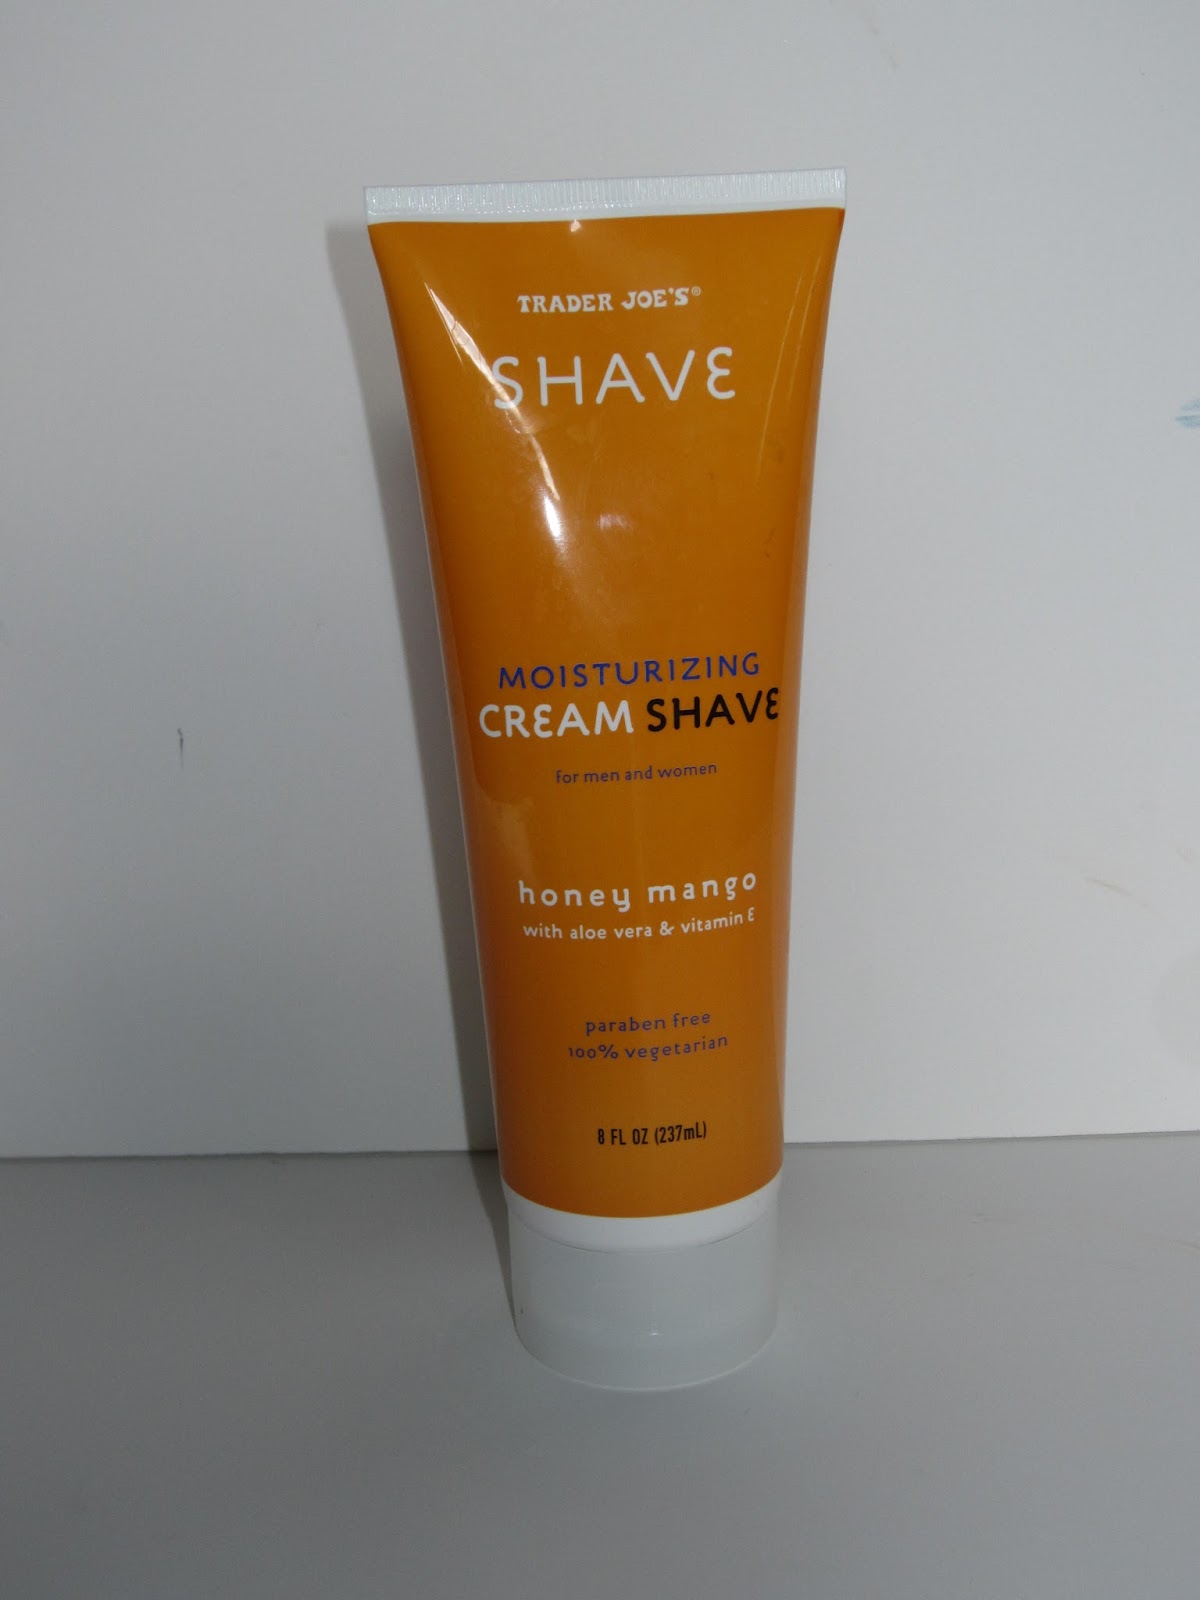 TRADER JOE'S®
SHAVE
MOISTURIZING
CREAM SHAVE
for men and women
honey mango
with aloe vera & vitamin E
paraben free
100% vegetarian
8 FL OZ (237mL)